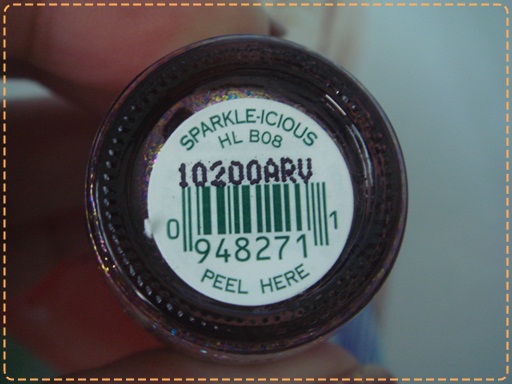 SPARKLE-ICIOUS
HL B08
10200ARV
0 948271 1
PEEL HERE